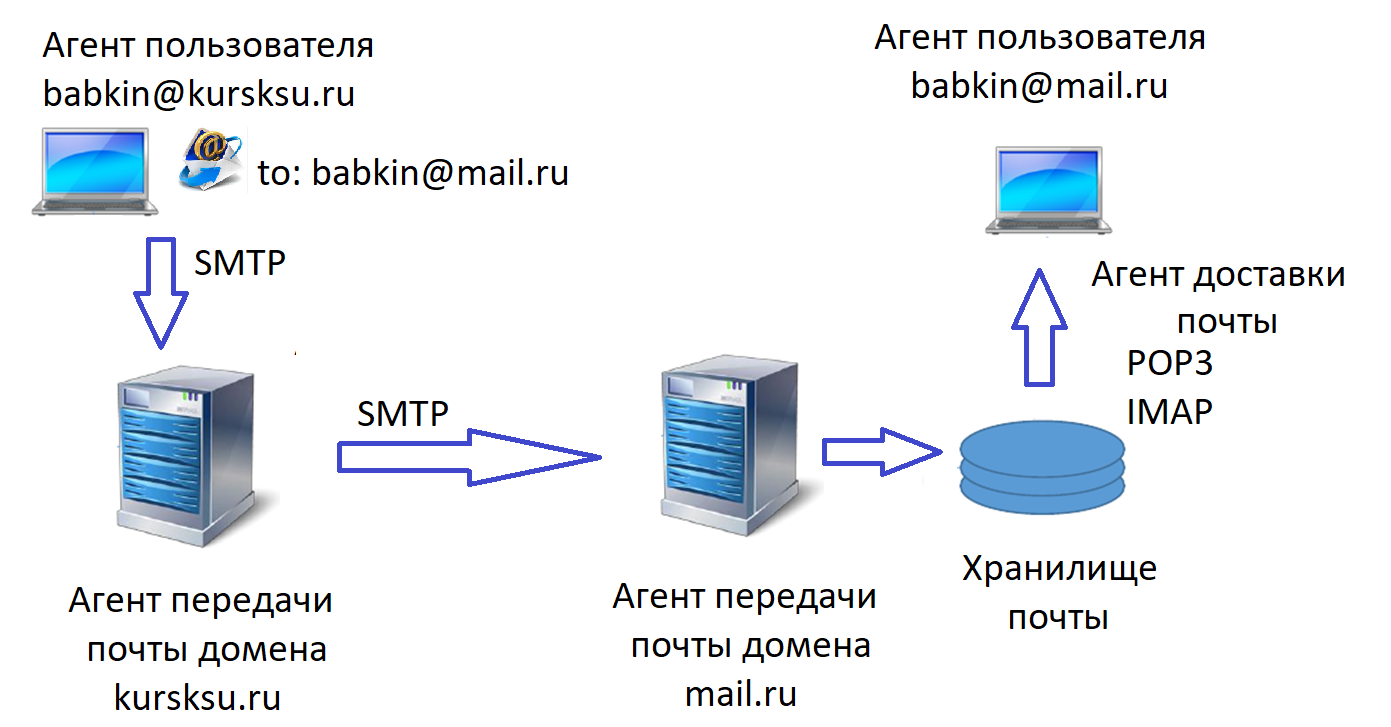 Агент пользователя
babkin@kursksu.ru
to: babkin@mail.ru
SMTP
Агент передачи
почты домена
kursksu.ru
SMTP
Агент передачи
почты домена
mail.ru
Хранилище
почты
Агент доставки
почты
POP3
IMAP
Агент пользователя
babkin@mail.ru